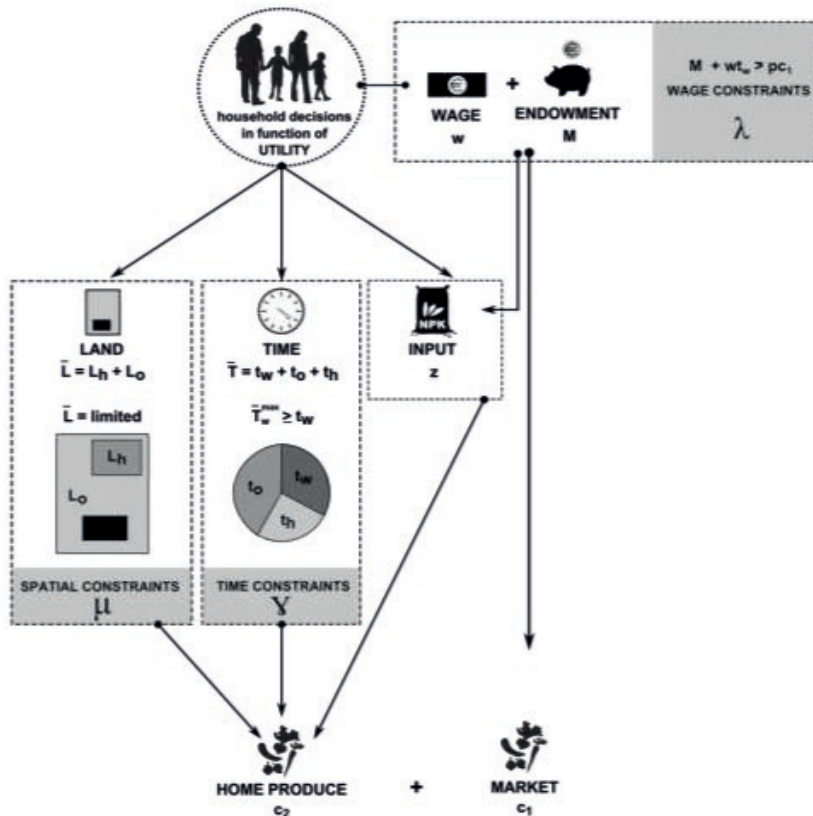 household decisions
in function of
UTILITY
WAGE
w
+
ENDOWMENT
M
M + wt_w > pc_1
WAGE CONSTRAINTS
λ
LAND
L̄ = L_h + L_o
L̄ = limited
L_h
L_o
SPATIAL CONSTRAINTS
μ
TIME
T̄ = t_w + t_o + t_h
T̄_w^max ≥ t_w
t_o
t_w
t_h
TIME CONSTRAINTS
γ
NPK
INPUT
z
HOME PRODUCE
c_2
+
MARKET
c_1